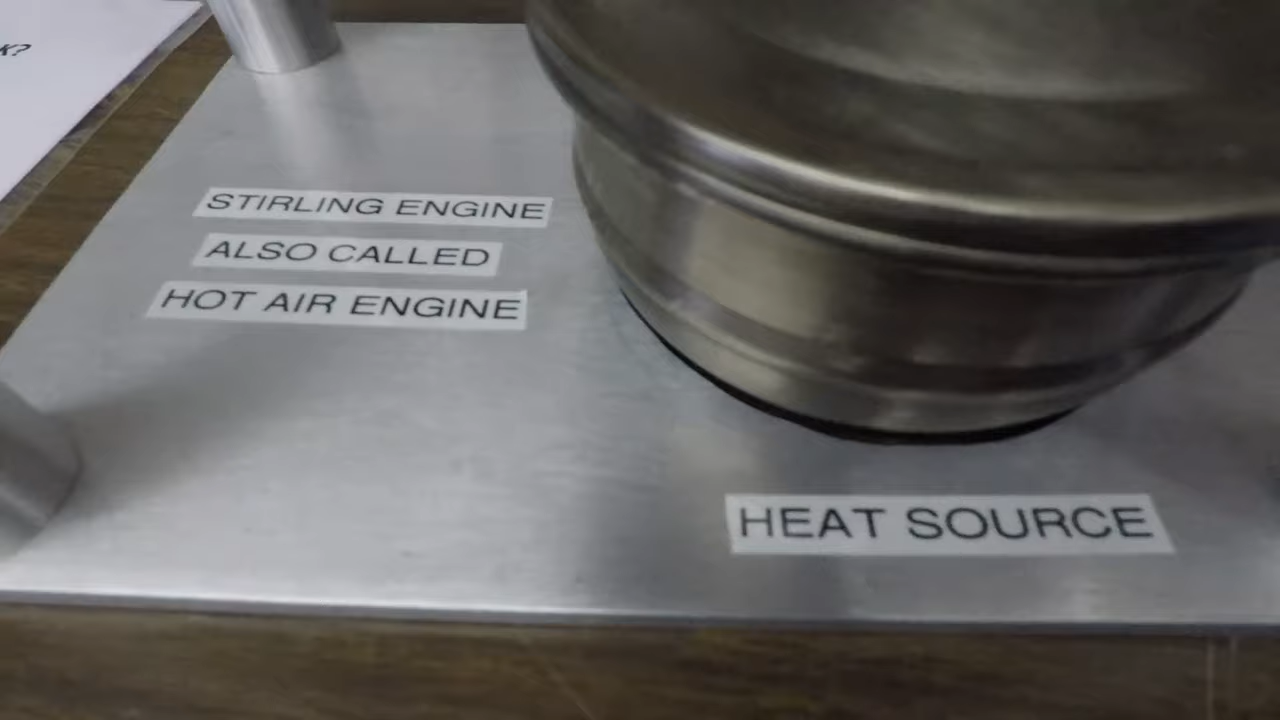 STIRLING ENGINE
ALSO CALLED
HOT AIR ENGINE
HEAT SOURCE